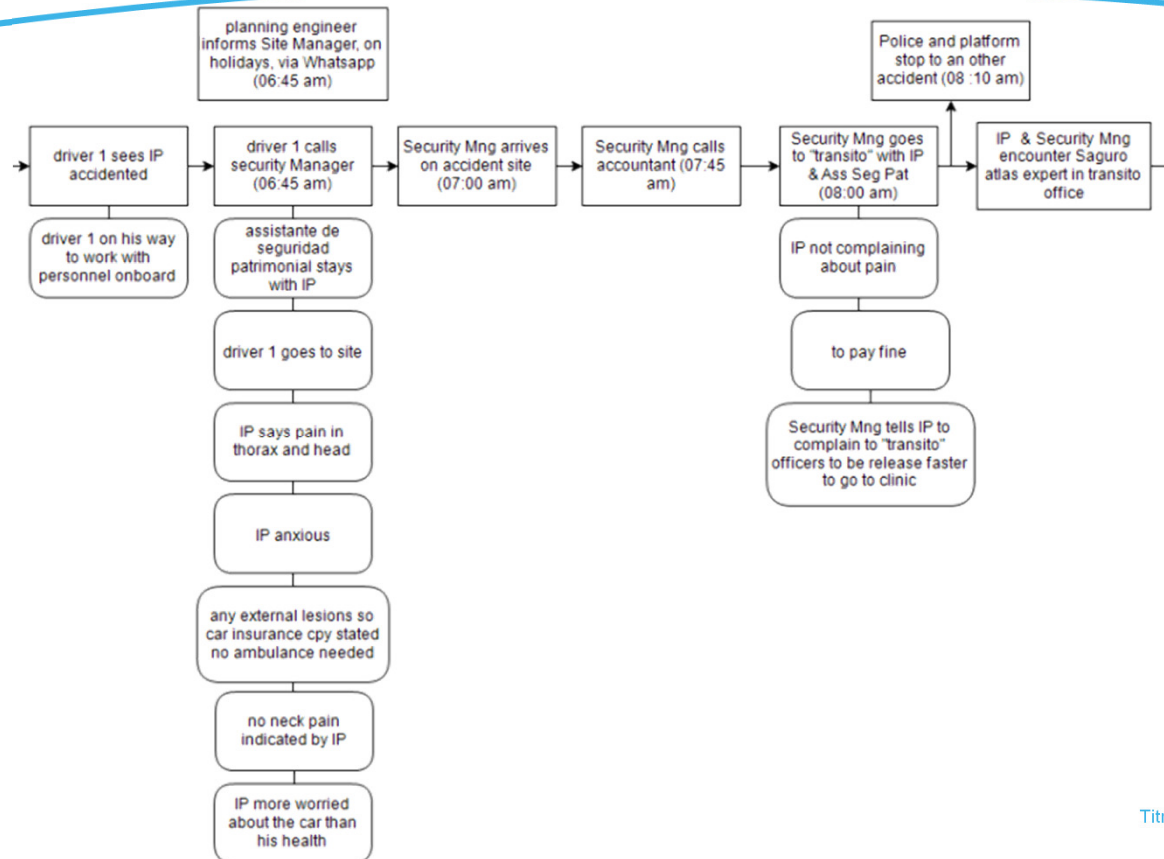 planning engineer
informs Site Manager, on
holidays, via Whatsapp
(06:45 am)
Police and platform
stop to an other
accident (08 :10 am)
driver 1 sees IP
accidented
driver 1 calls
security Manager
(06:45 am)
Security Mng arrives
on accident site
(07:00 am)
Security Mng calls
accountant (07:45
am)
Security Mng goes
to "transito" with IP
& Ass Seg Pat
(08:00 am)
IP & Security Mng
encounter Saguro
atlas expert in transito
office
driver 1 on his way
to work with
personnel onboard
assistante de
seguridad
patrimonial stays
with IP
driver 1 goes to site
IP says pain in
thorax and head
IP anxious
any external lesions so
car insurance cpy stated
no ambulance needed
no neck pain
indicated by IP
IP more worried
about the car than
his health
IP not complaining
about pain
to pay fine
Security Mng tells IP to
complain to "transito"
officers to be release faster
to go to clinic